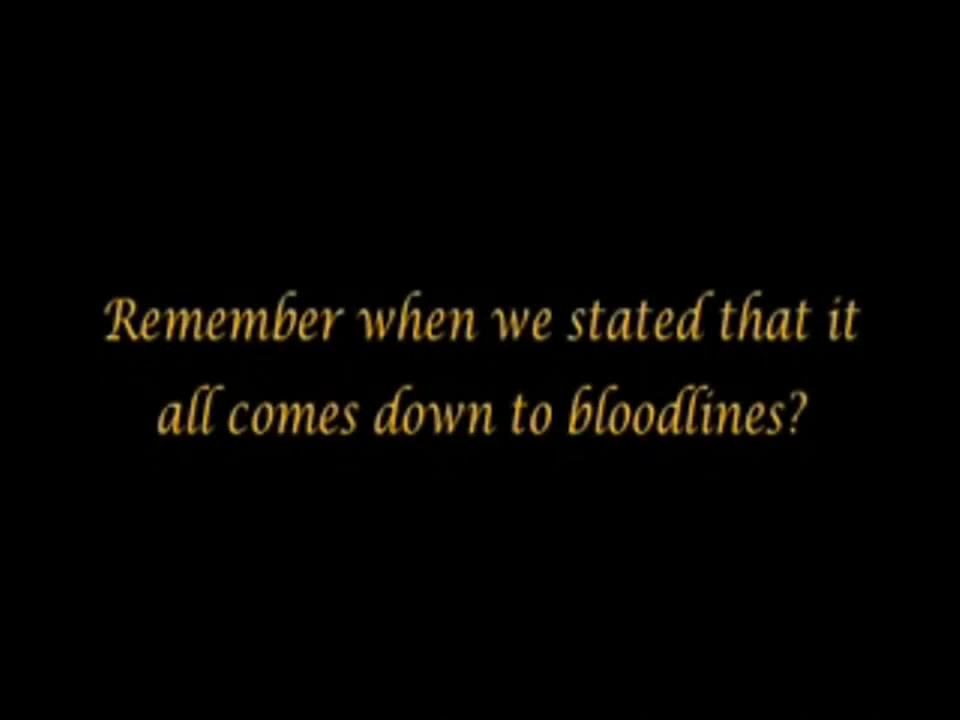 Remember when we stated that it
all comes down to bloodlines?